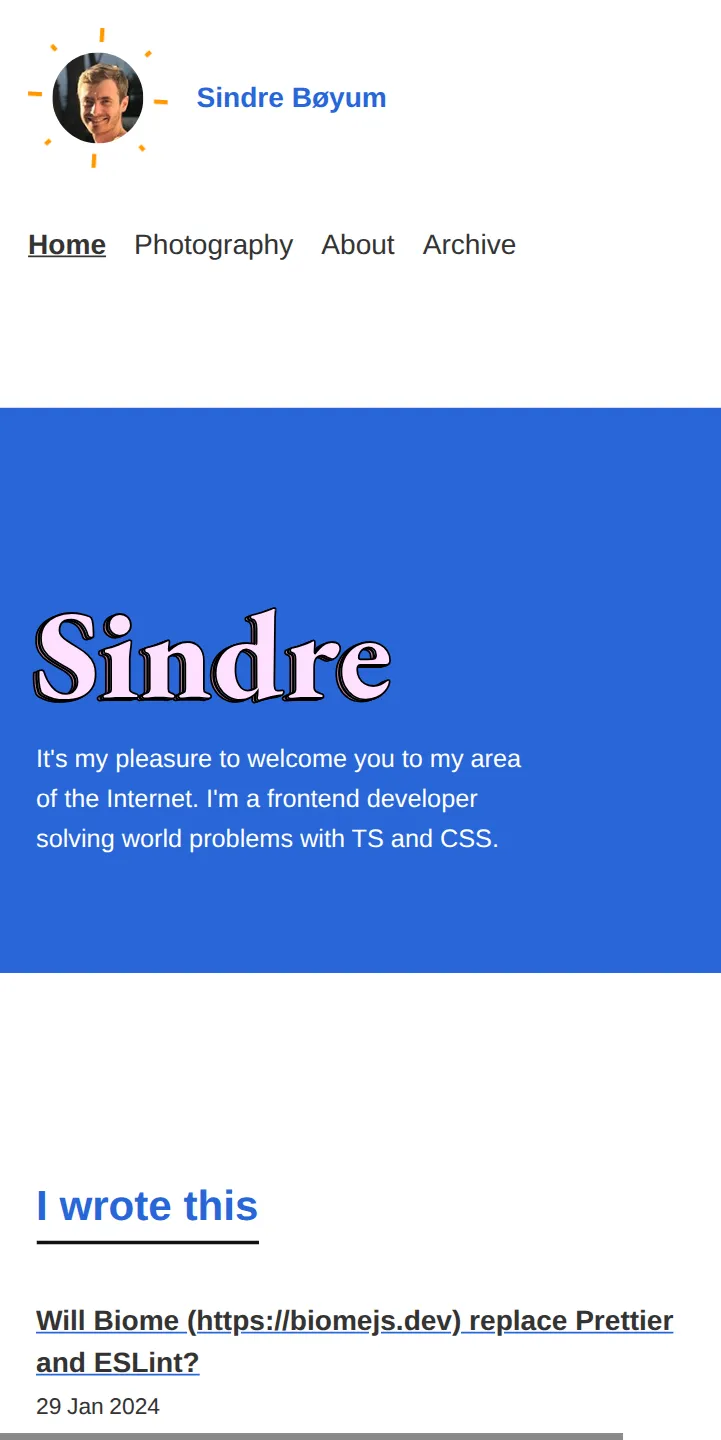 Sindre Bøyum
Home Photography About Archive
Sindre
It's my pleasure to welcome you to my area
of the Internet. I'm a frontend developer
solving world problems with TS and CSS.
I wrote this
Will Biome (https://biomejs.dev) replace Prettier
and ESLint?
29 Jan 2024